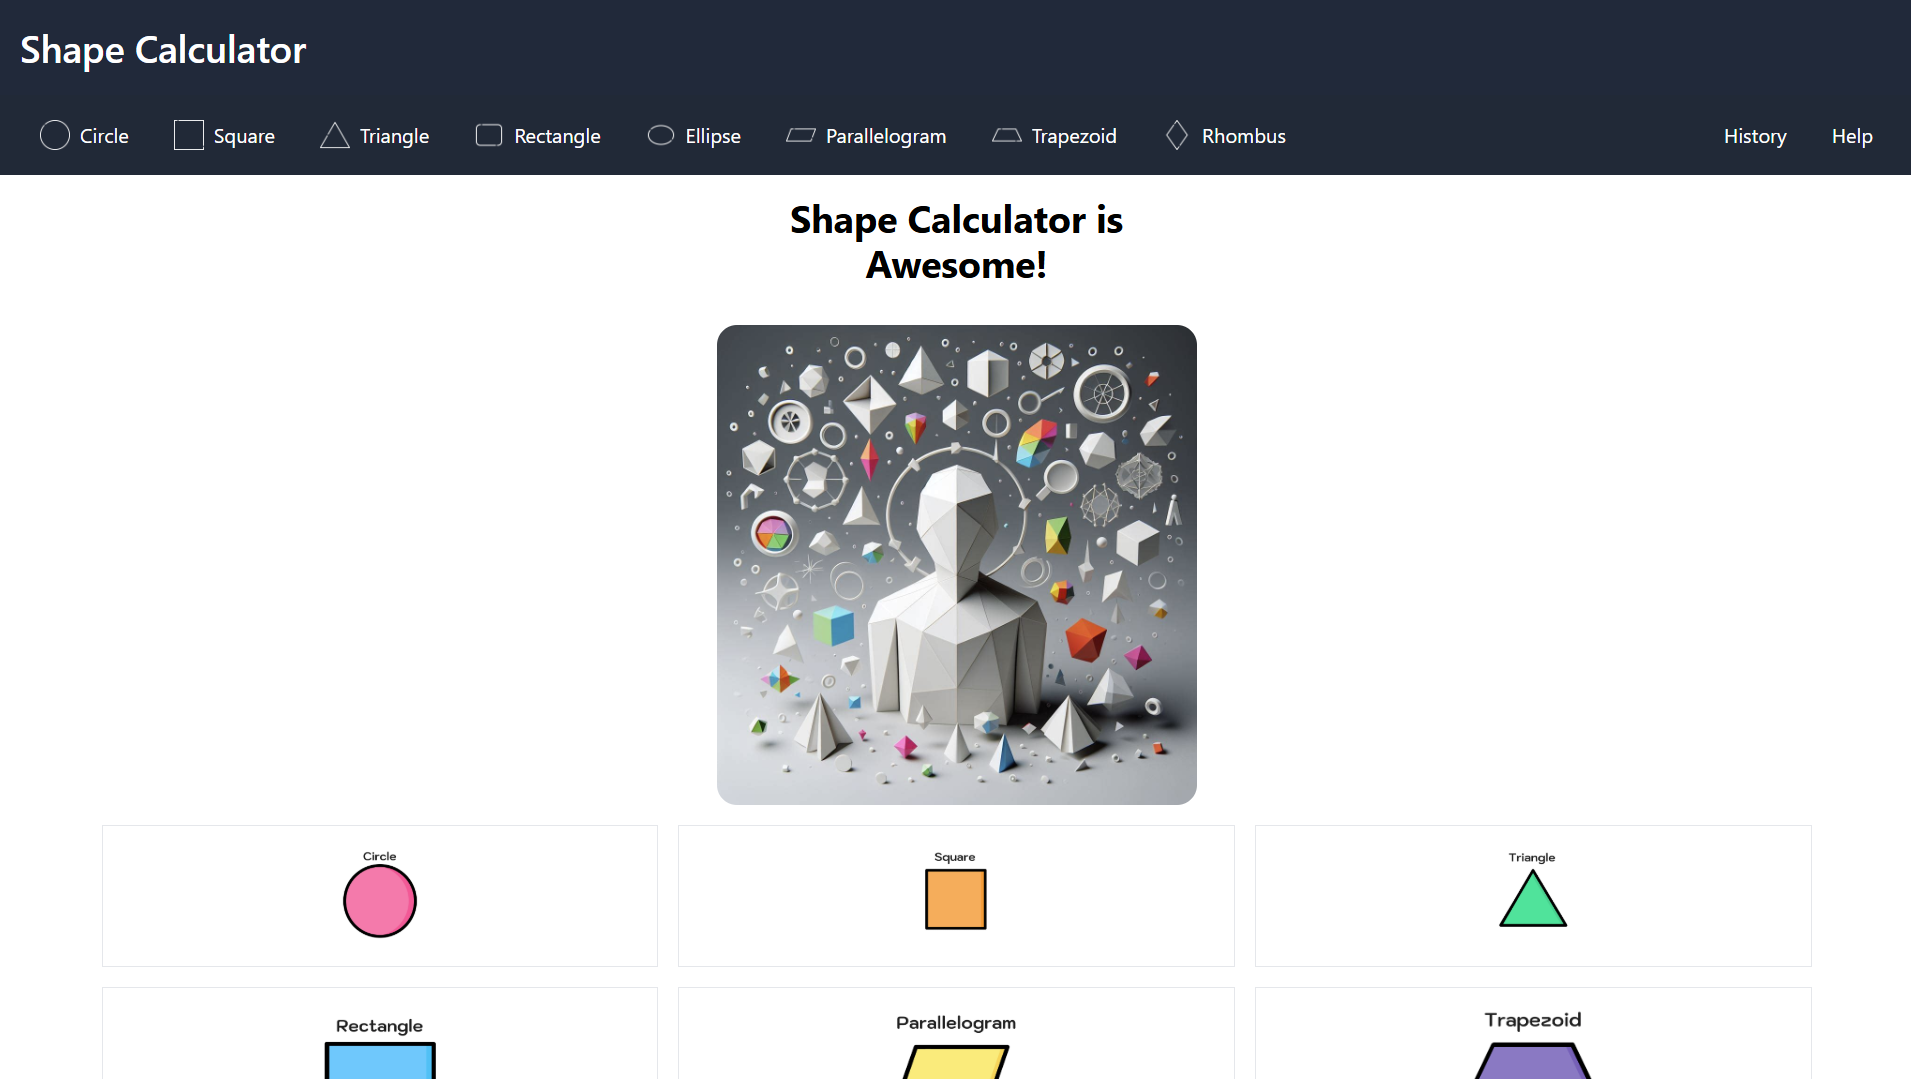 Shape Calculator
Circle
Square
Triangle
Rectangle
Ellipse
Parallelogram
Trapezoid
Rhombus
History
Help
Shape Calculator is
Awesome!
Circle
Square
Triangle
Rectangle
Parallelogram
Trapezoid